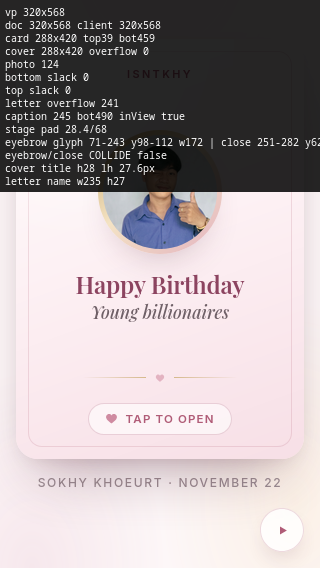 vp 320x568
doc 320x568 client 320x568
card 288x420 top39 bot459
cover 288x420 overflow 0
photo 124
bottom slack 0
top slack 0
letter overflow 241
caption 245 bot490 inView true
stage pad 28.4/68
eyebrow glyph 71-243 y98-112 w172 | close 251-282 y62
eyebrow/close COLLIDE false
cover title h28 lh 27.6px
letter name w235 h27
ISNTKHY
Happy Birthday
Young billionaires
TAP TO OPEN
SOKHY KHOEURT · NOVEMBER 22